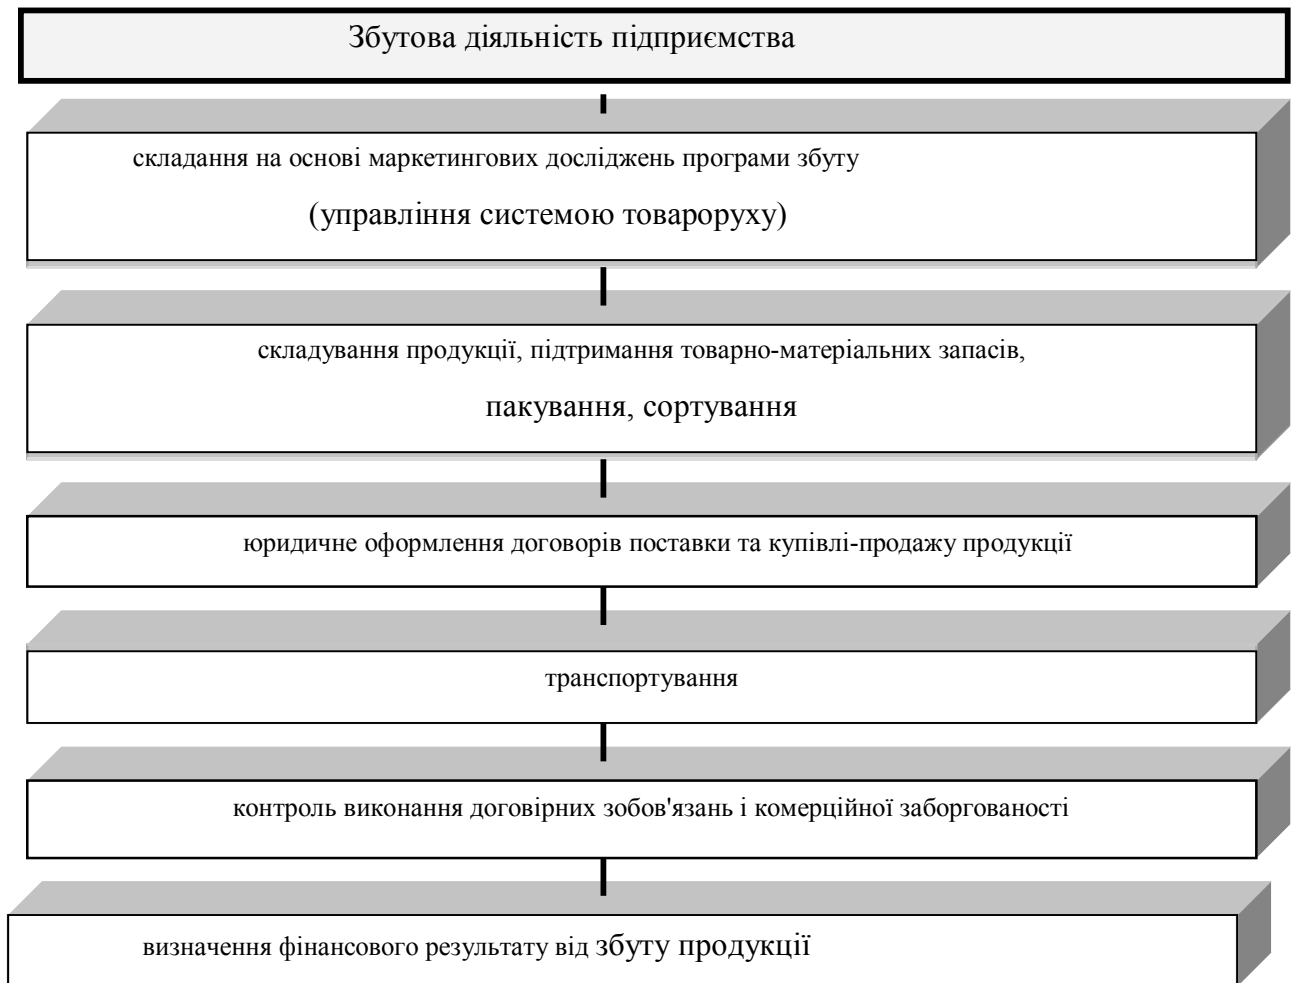 Збутова діяльність підприємства
складання на основі маркетингових досліджень програми збуту
(управління системою товароруху)
складування продукції, підтримання товарно-матеріальних запасів,
пакування, сортування
юридичне оформлення договорів поставки та купівлі-продажу продукції
транспортування
контроль виконання договірних зобов'язань і комерційної заборгованості
визначення фінансового результату від збуту продукції